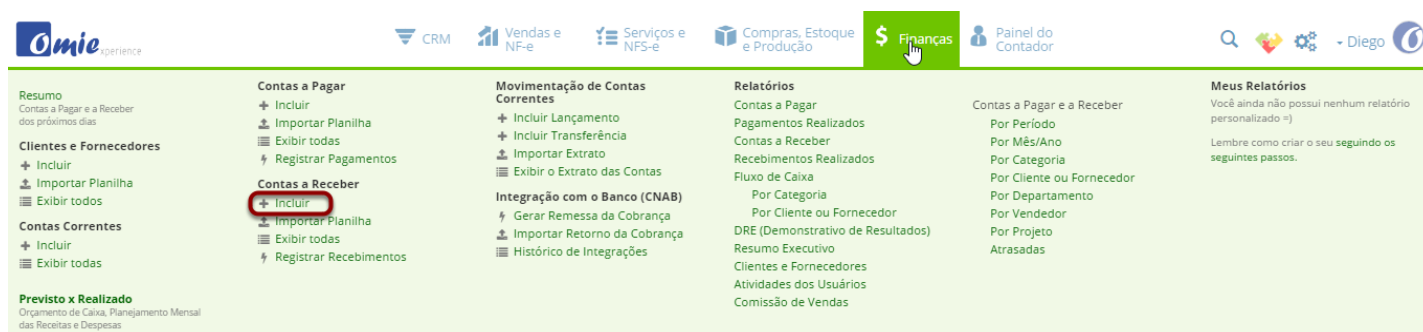 Omie xperience
CRM
Vendas e
NF-e
Serviços e
NFS-e
Compras, Estoque
e Produção
$ Finanças
Painel do
Contador
Diego
Resumo
Contas a Pagar e a Receber
dos próximos dias
Clientes e Fornecedores
Incluir
Importar Planilha
Exibir todos
Contas Correntes
Incluir
Exibir todas
Previsto x Realizado
Orçamento de Caixa, Planejamento Mensal
das Receitas e Despesas
Contas a Pagar
Incluir
Importar Planilha
Exibir todas
Registrar Pagamentos
Contas a Receber
Incluir
Importar Planilha
Exibir todas
Registrar Recebimentos
Movimentação de Contas
Correntes
Incluir Lançamento
Incluir Transferência
Importar Extrato
Exibir o Extrato das Contas
Integração com o Banco (CNAB)
Gerar Remessa da Cobrança
Importar Retorno da Cobrança
Histórico de Integrações
Relatórios
Contas a Pagar
Pagamentos Realizados
Contas a Receber
Recebimentos Realizados
Fluxo de Caixa
Por Categoria
Por Cliente ou Fornecedor
DRE (Demonstrativo de Resultados)
Resumo Executivo
Clientes e Fornecedores
Atividades dos Usuários
Comissão de Vendas
Contas a Pagar e a Receber
Por Período
Por Mês/Ano
Por Categoria
Por Cliente ou Fornecedor
Por Departamento
Por Vendedor
Por Projeto
Atrasadas
Meus Relatórios
Você ainda não possui nenhum relatório
personalizado =)
Lembre como criar o seu seguindo os
seguintes passos.